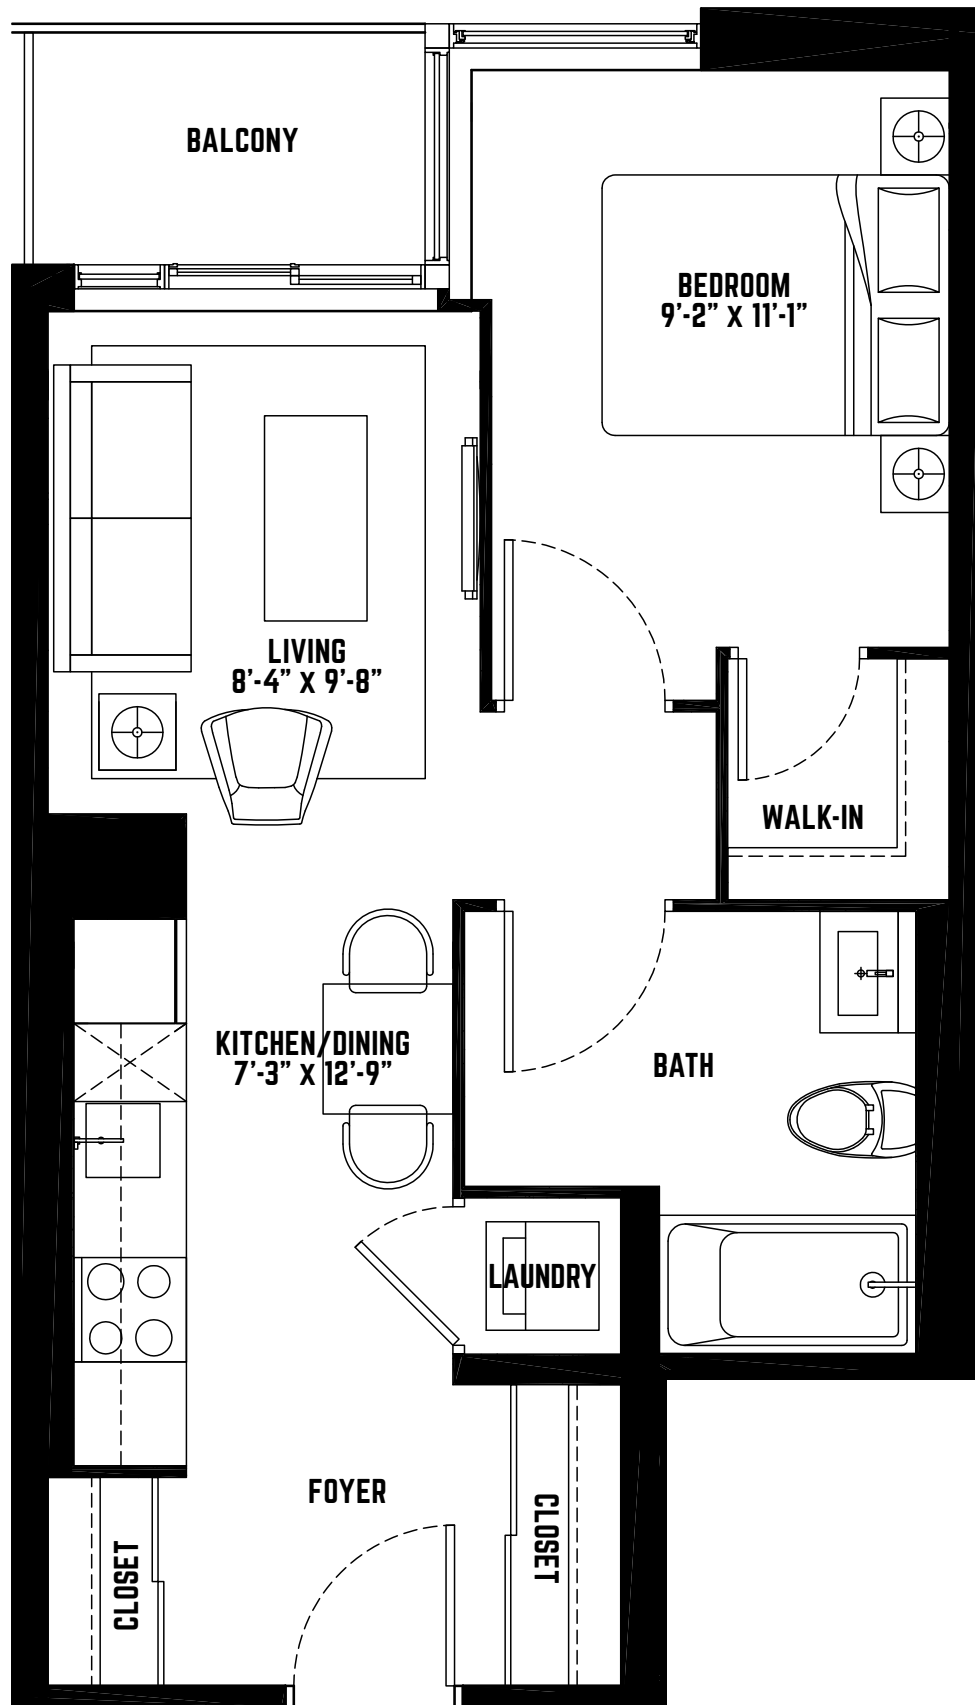 BALCONY
BEDROOM
9'-2" X 11'-1"
LIVING
8'-4" X 9'-8"
WALK-IN
KITCHEN/DINING
7'-3" X 12'-9"
BATH
LAUNDRY
FOYER
CLOSET
CLOSET